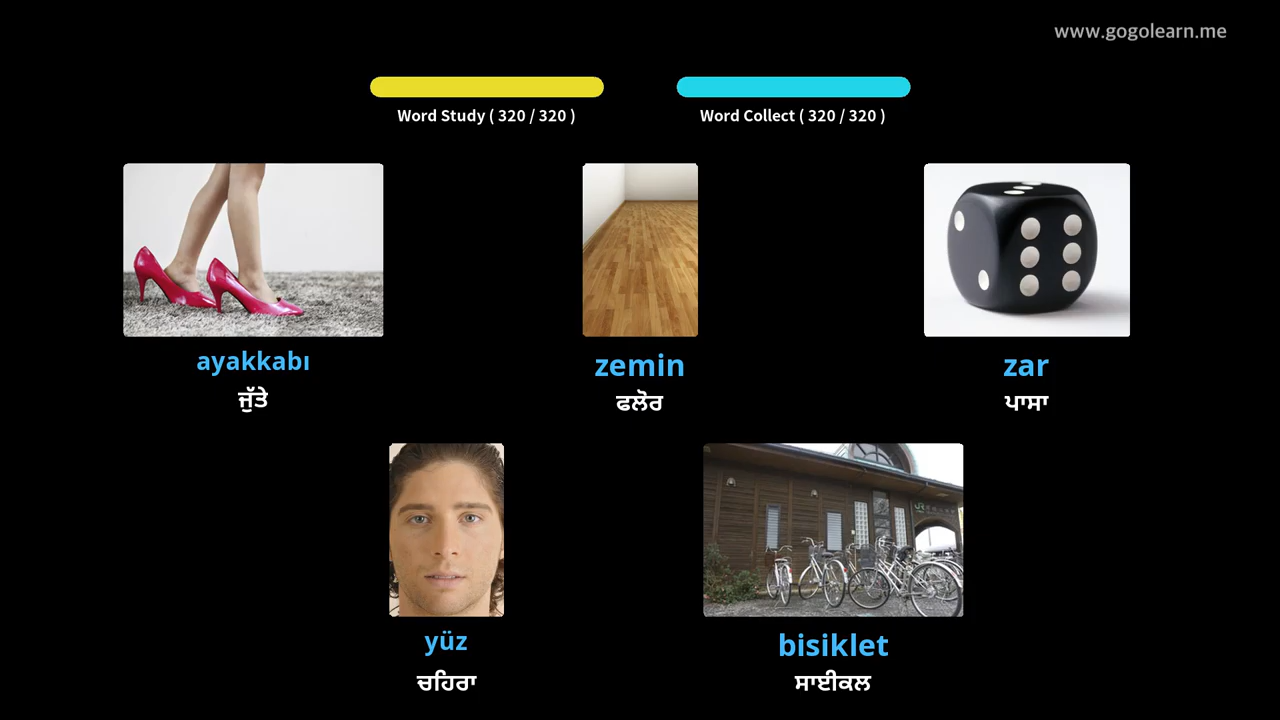 www.gogolearn.me
Word Study ( 320 / 320 )
Word Collect ( 320 / 320 )
ayakkabı
ਜੁੱਤੇ
zemin
ਫਲੋਰ
zar
ਪਾਸਾ
yüz
ਚਹਿਰਾ
bisiklet
ਸਾਈਕਲ